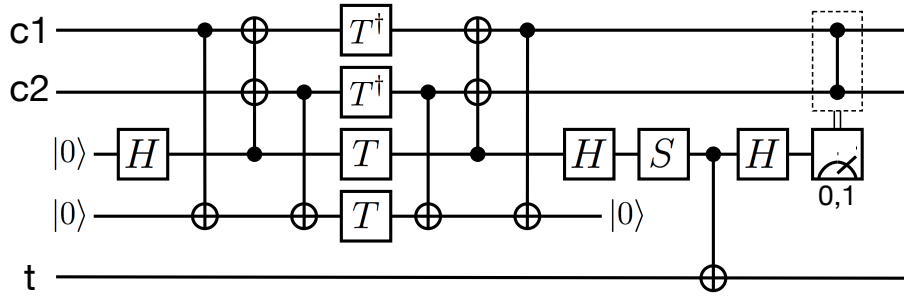 c1 T†
c2 T†
|0⟩ H T H S H
0,1
|0⟩ T |0⟩
t